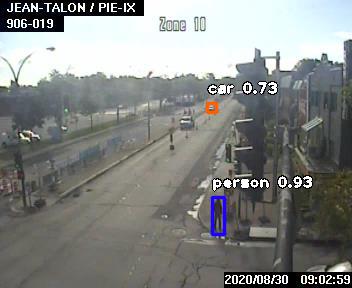 JEAN-TALON / PIE-IX
906-019
Zone 10
car 0.73
person 0.93
2020/08/30 09:02:59